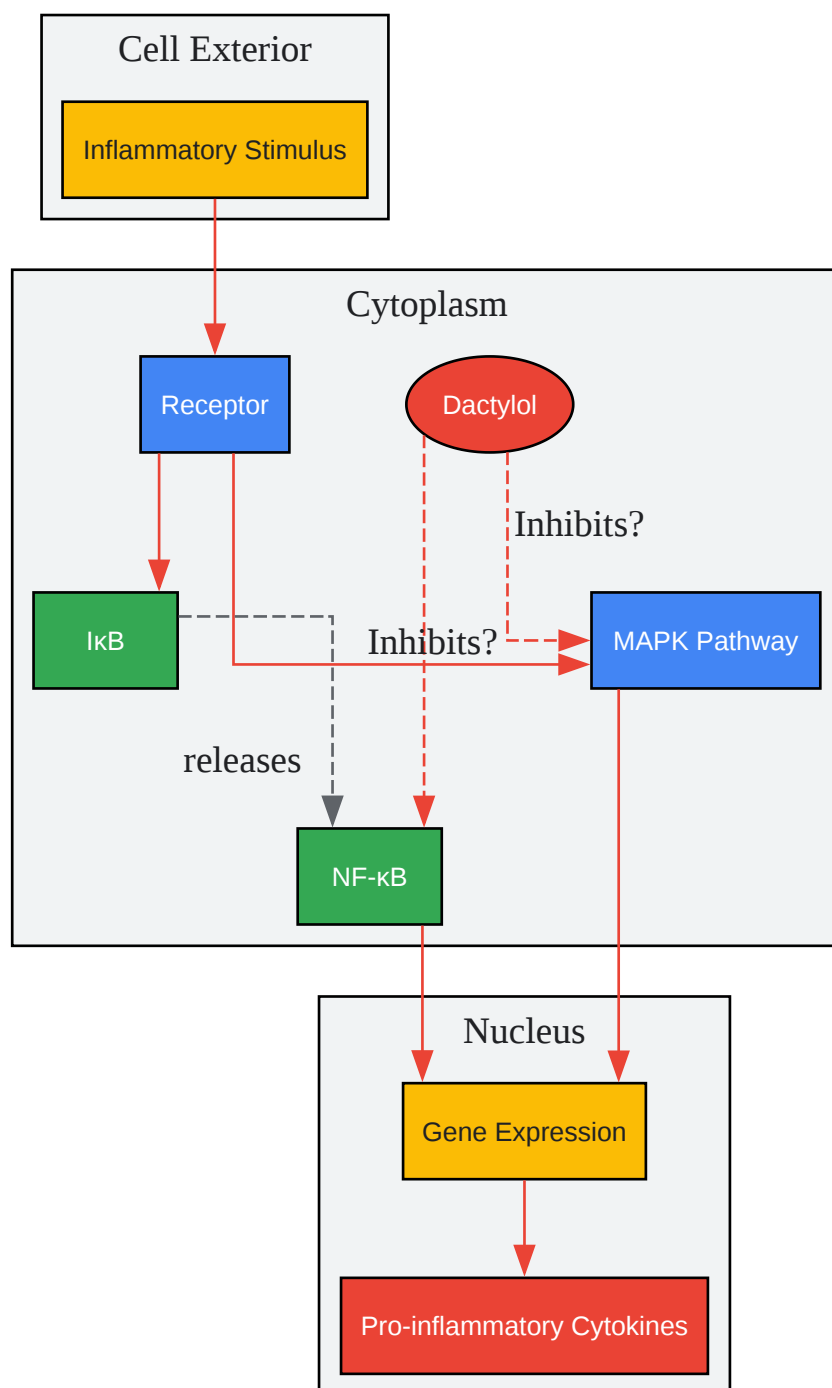 Cell Exterior
Inflammatory Stimulus
Cytoplasm
Receptor
Dactylol
Inhibits?
IκB
Inhibits?
MAPK Pathway
releases
NF-κB
Nucleus
Gene Expression
Pro-inflammatory Cytokines